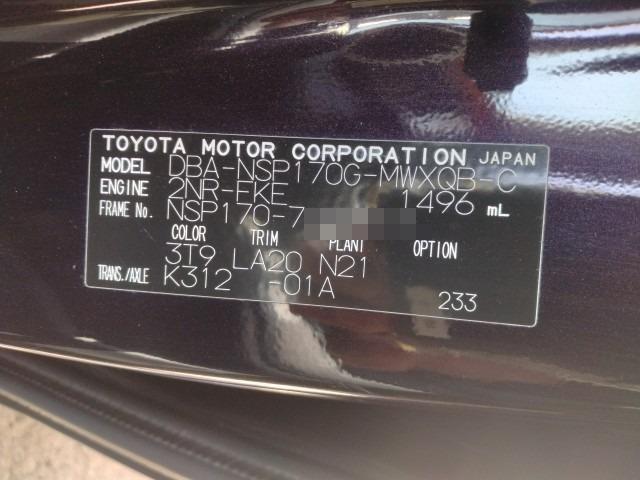 TOYOTA MOTOR CORPORATION JAPAN
MODEL DBA-NSP170G-MWXQB-C
ENGINE 2NR-FKE 1496 mL
FRAME No. NSP170-7
COLOR TRIM PLANT OPTION
3T9 LA20 N21
TRANS./AXLE K312 -01A 233